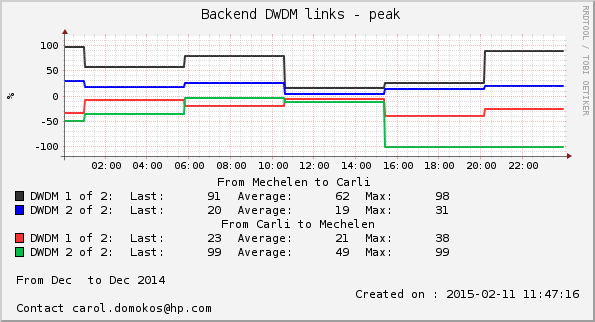 Backend DWDM links - peak
RRDTOOL / TOBI OETIKER
%
100
50
0
-50
-100
02:00 04:00 06:00 08:00 10:00 12:00 14:00 16:00 18:00 20:00 22:00
From Mechelen to Carli
DWDM 1 of 2: Last: 91 Average: 62 Max: 98
DWDM 2 of 2: Last: 20 Average: 19 Max: 31
From Carli to Mechelen
DWDM 1 of 2: Last: 23 Average: 21 Max: 38
DWDM 2 of 2: Last: 99 Average: 49 Max: 99
From Dec to Dec 2014
Created on : 2015-02-11 11:47:16
Contact carol.domokos@hp.com